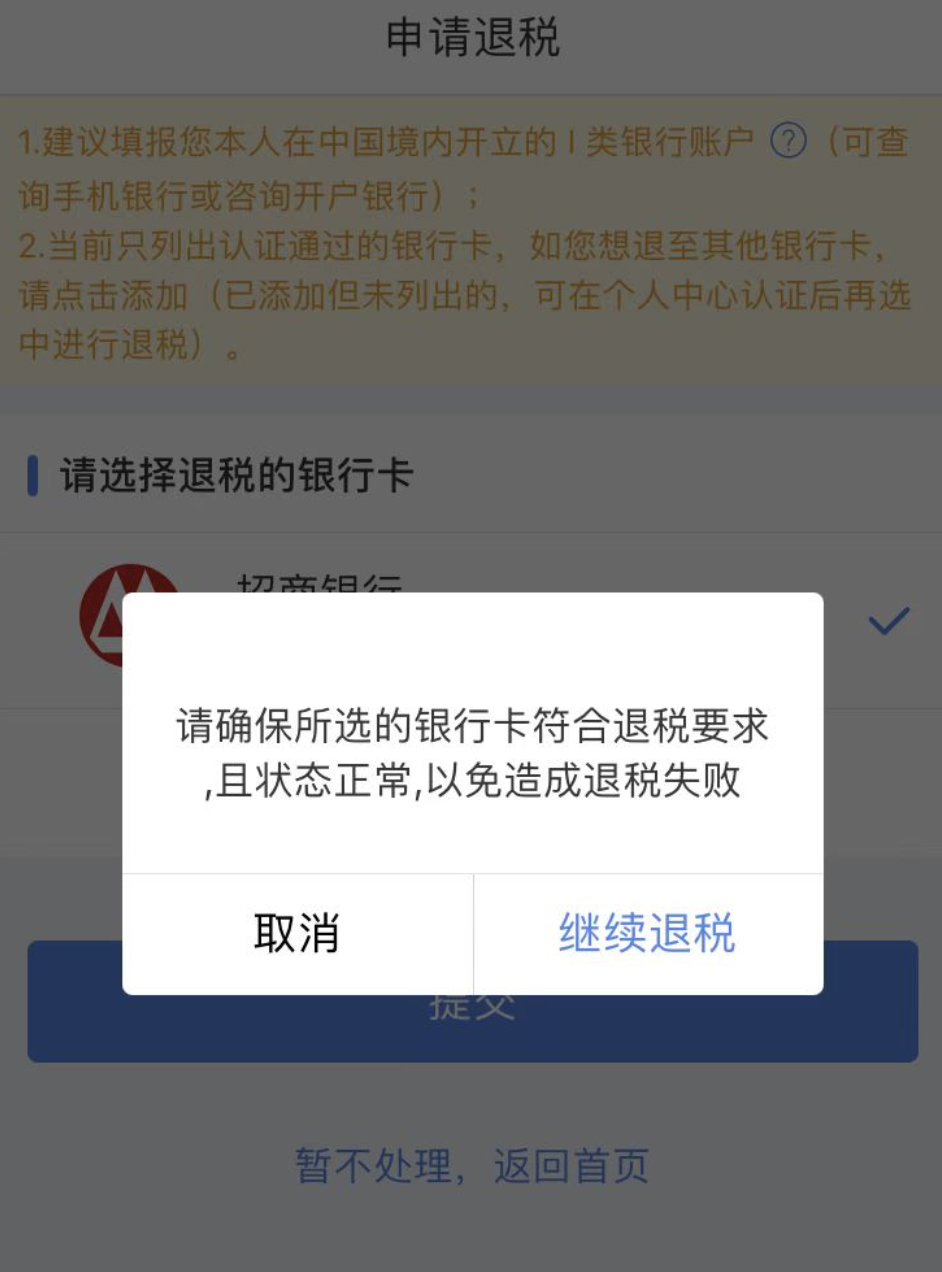 申请退税
1.建议填报您本人在中国境内开立的 I 类银行账户 ?（可查
询手机银行或咨询开户银行）；
2.当前只列出认证通过的银行卡，如您想退至其他银行卡，
请点击添加（已添加但未列出的，可在个人中心认证后再选
中进行退税）。
请选择退税的银行卡
招商银行
请确保所选的银行卡符合退税要求
,且状态正常,以免造成退税失败
取消
继续退税
提交
暂不处理，返回首页